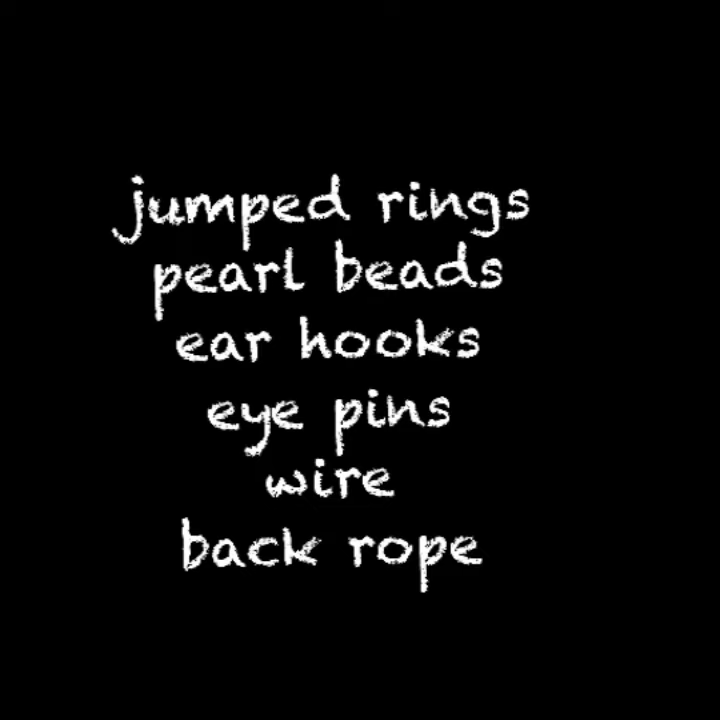 jumped rings
pearl beads
ear hooks
eye pins
wire
back rope